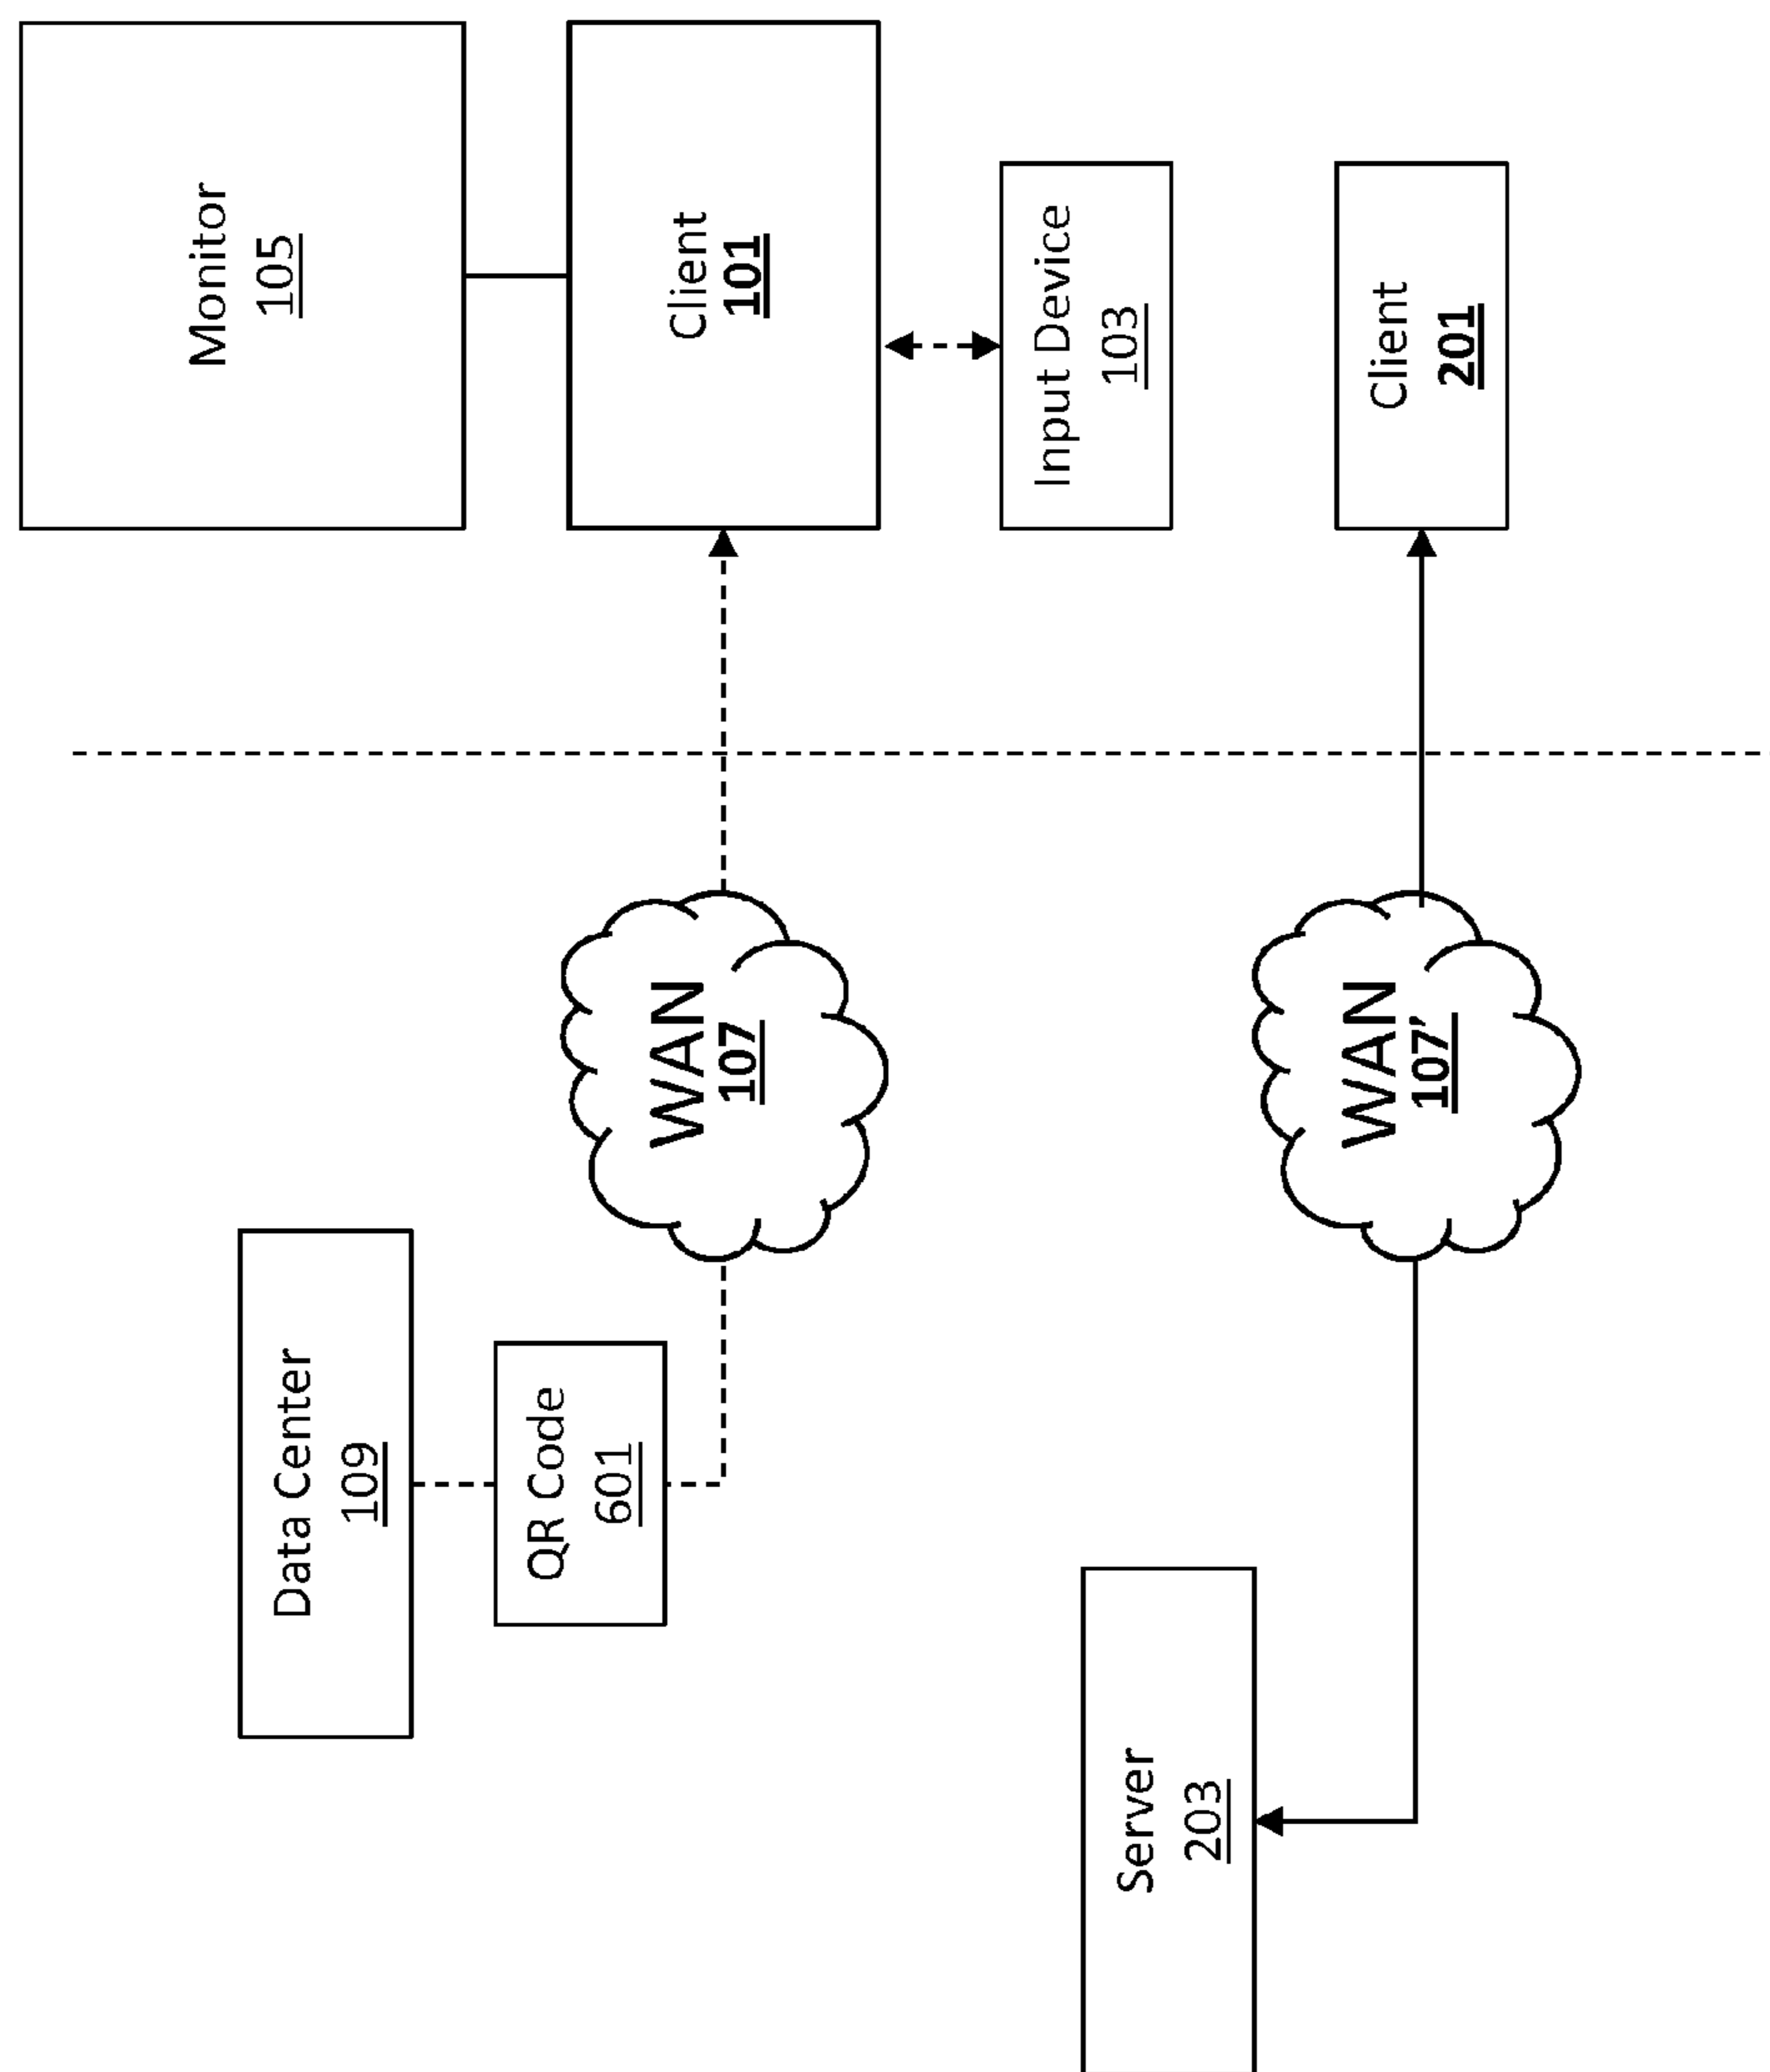 Monitor
105
Client
101
Input Device
103
Client
201
WAN
107
WAN
107'
Data Center
109
QR Code
601
Server
203